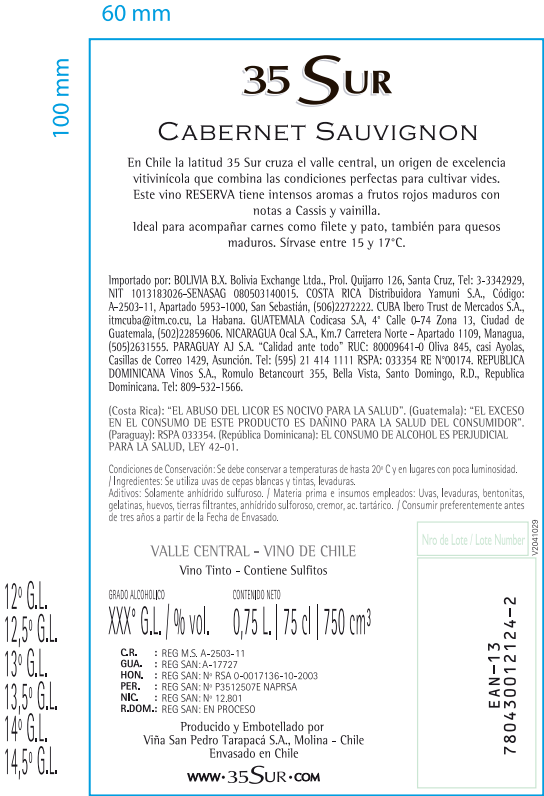 60 mm
100 mm
35 SUR
CABERNET SAUVIGNON
En Chile la latitud 35 Sur cruza el valle central, un origen de excelencia
vitivinícola que combina las condiciones perfectas para cultivar vides.
Este vino RESERVA tiene intensos aromas a frutos rojos maduros con
notas a Cassis y vainilla.
Ideal para acompañar carnes como filete y pato, también para quesos
maduros. Sírvase entre 15 y 17°C.
Importado por: BOLIVIA B.X. Bolivia Exchange Ltda., Prol. Quijarro 126, Santa Cruz, Tel: 3-3342929,
NIT 1013183026-SENASAG 080503140015. COSTA RICA Distribuidora Yamuni S.A., Código:
A-2503-11, Apartado 5953-1000, San Sebastián, (506)2272222. CUBA Ibero Trust de Mercados S.A.,
itmcuba@itm.co.cu, La Habana. GUATEMALA Codicasa S.A, 4° Calle 0-74 Zona 13, Ciudad de
Guatemala, (502)22859606. NICARAGUA Ocal S.A., Km.7 Carretera Norte - Apartado 1109, Managua,
(505)2631555. PARAGUAY AJ S.A. “Calidad ante todo” RUC: 80009641-0 Oliva 845, casi Ayolas,
Casillas de Correo 1429, Asunción. Tel: (595) 21 414 1111 RSPA: 033354 RE N°00174. REPUBLICA
DOMINICANA Vinos S.A., Romulo Betancourt 355, Bella Vista, Santo Domingo, R.D., Republica
Dominicana. Tel: 809-532-1566.
(Costa Rica): “EL ABUSO DEL LICOR ES NOCIVO PARA LA SALUD”. (Guatemala): “EL EXCESO
EN EL CONSUMO DE ESTE PRODUCTO ES DAÑINO PARA LA SALUD DEL CONSUMIDOR”.
(Paraguay): RSPA 033354. (República Dominicana): EL CONSUMO DE ALCOHOL ES PERJUDICIAL
PARA LA SALUD, LEY 42-01.
Condiciones de Conservación: Se debe conservar a temperaturas de hasta 20º C y en lugares con poca luminosidad.
/ Ingredientes: Se utiliza uvas de cepas blancas y tintas, levaduras.
Aditivos: Solamente anhídrido sulfuroso. / Materia prima e insumos empleados: Uvas, levaduras, bentonitas,
gelatinas, huevos, tierras filtrantes, anhídrido sulfuroso, cremor, ac. tartárico. / Consumir preferentemente antes
de tres años a partir de la Fecha de Envasado.
Nro de Lote / Lote Number
V2041029
VALLE CENTRAL - VINO DE CHILE
Vino Tinto - Contiene Sulfitos
GRADO ALCOHOLICO CONTENIDO NETO
XXXº G.L. / % vol. 0,75 L. | 75 cl | 750 cm³
12º G.L.
12,5º G.L.
13º G.L.
13,5º G.L.
14º G.L.
14,5º G.L.
C.R. : REG M.S. A-2503-11
GUA. : REG SAN: A-17727
HON. : REG SAN: Nº RSA 0-0017136-10-2003
PER. : REG SAN: Nº P3512507E NAPRSA
NIC. : REG SAN: Nº 12.801
R.DOM.: REG SAN: EN PROCESO
EAN-13
780430012124-2
Producido y Embotellado por
Viña San Pedro Tarapacá S.A., Molina - Chile
Envasado en Chile
WWW·35SUR·COM